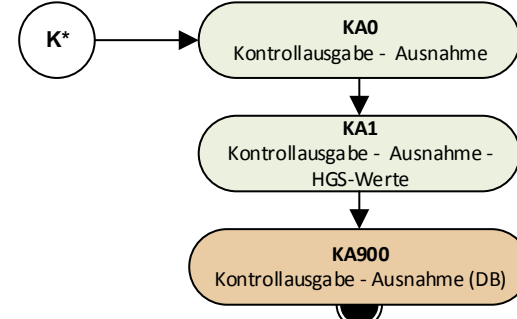 K*
KA0
Kontrollausgabe - Ausnahme
KA1
Kontrollausgabe - Ausnahme -
HGS-Werte
KA900
Kontrollausgabe - Ausnahme (DB)